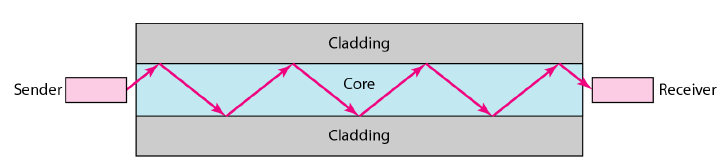 Cladding
Sender
Core
Receiver
Cladding